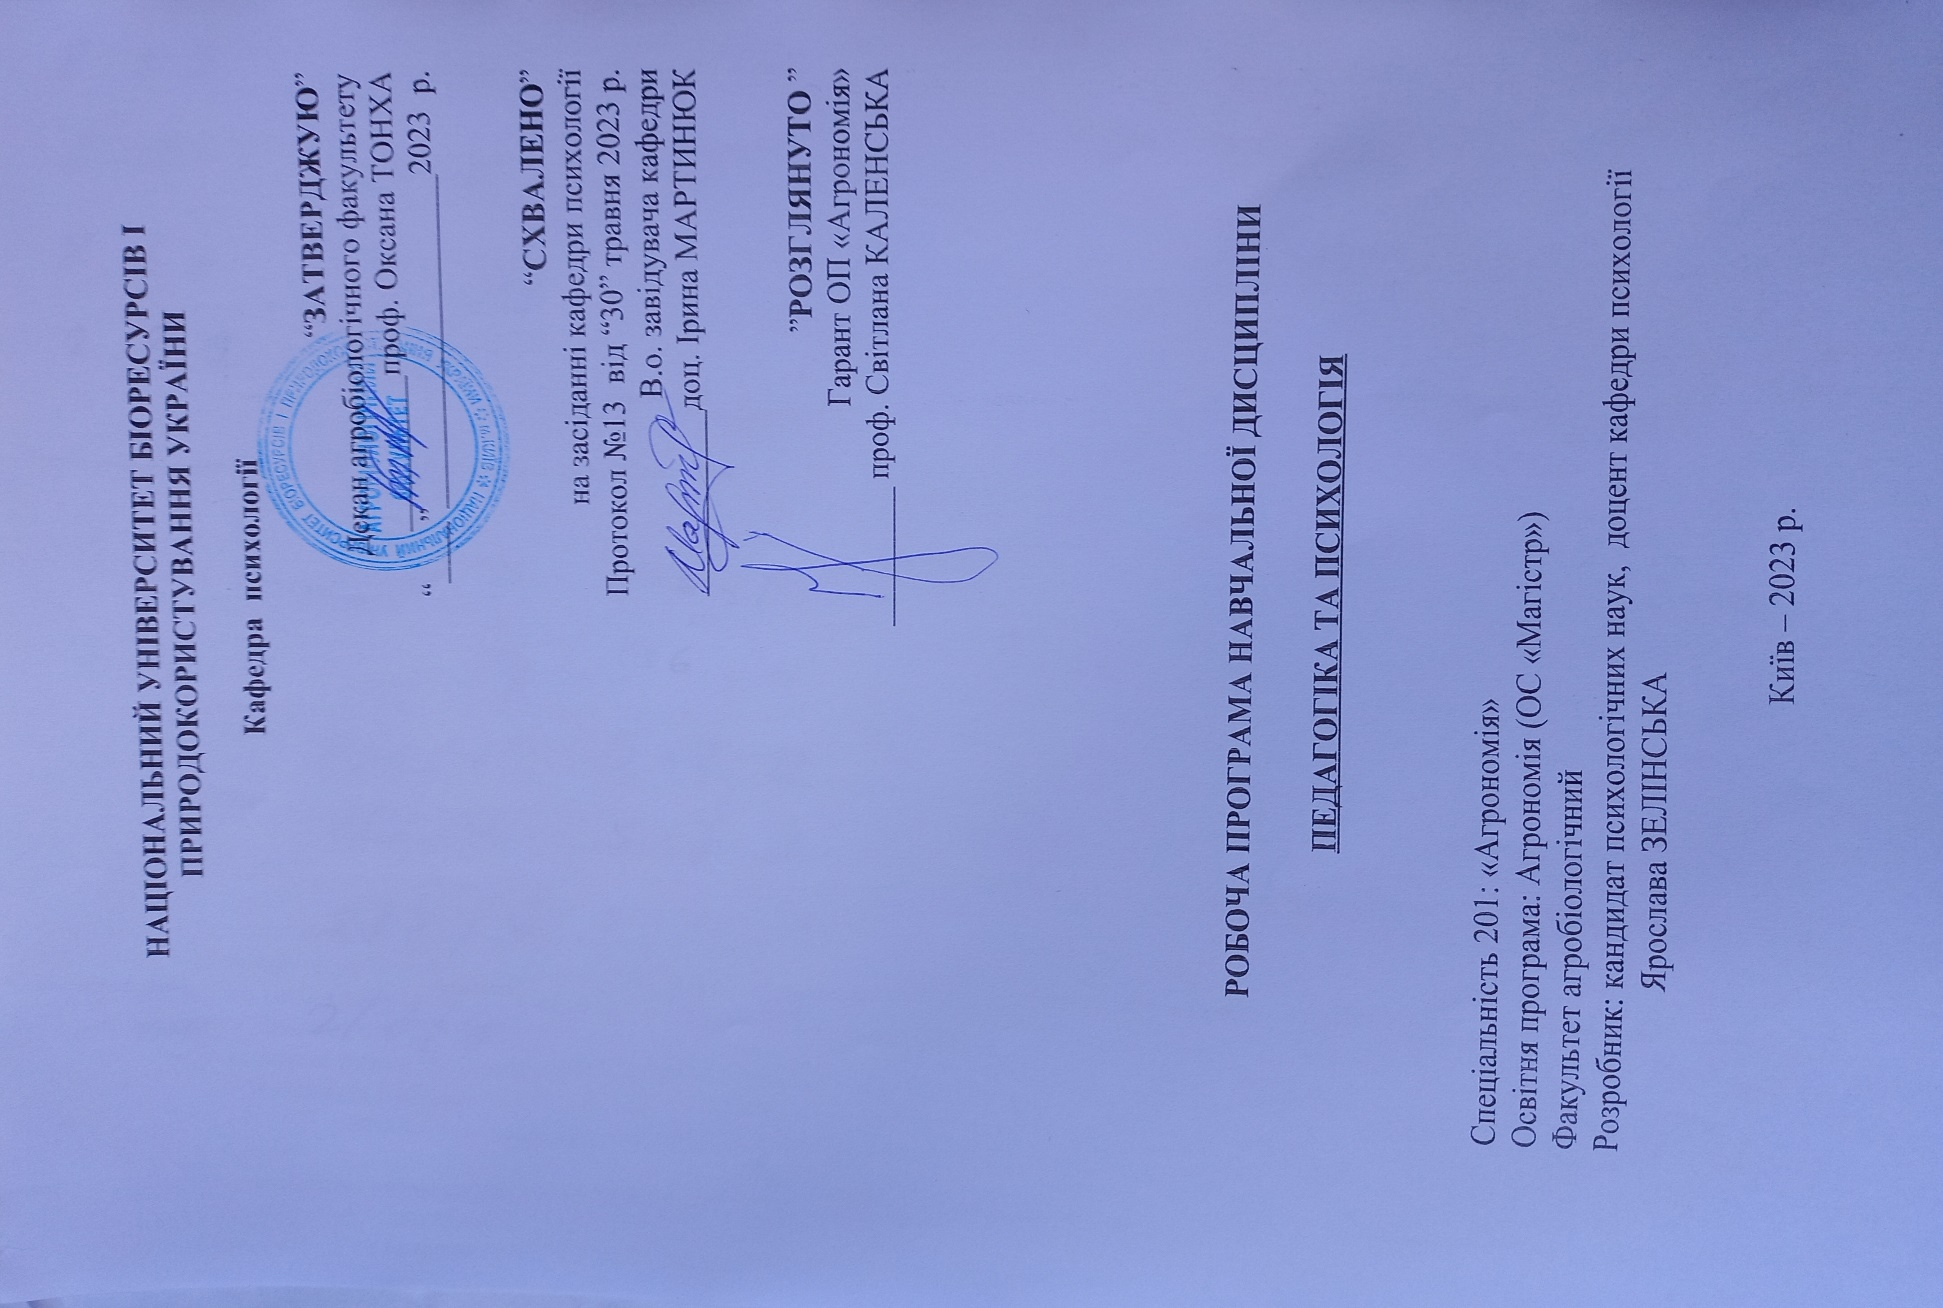 НАЦІОНАЛЬНИЙ УНІВЕРСИТЕТ БІОРЕСУРСІВ І
ПРИРОДОКОРИСТУВАННЯ УКРАЇНИ
Кафедра психології
“ЗАТВЕРДЖУЮ”
Декан агробіологічного факультету
проф. Оксана ТОНХА
“ ” 2023 р.
“СХВАЛЕНО”
на засіданні кафедри психології
Протокол №13 від “30” травня 2023 р.
В.о. завідувача кафедри
доц. Ірина МАРТИНЮК
”РОЗГЛЯНУТО ”
Гарант ОП «Агрономія»
проф. Світлана КАЛЕНСЬКА
РОБОЧА ПРОГРАМА НАВЧАЛЬНОЇ ДИСЦИПЛІНИ
ПЕДАГОГІКА ТА ПСИХОЛОГІЯ
Спеціальність 201: «Агрономія»
Освітня програма: Агрономія (ОС «Магістр»)
Факультет агробіологічний
Розробник: кандидат психологічних наук, доцент кафедри психології
Ярослава ЗЕЛІНСЬКА
Київ – 2023 р.